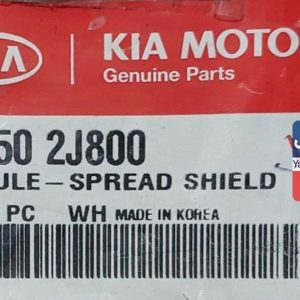 KIA MOTO
Genuine Parts
50 2J800
ULE-SPREAD SHIELD
PC WH MADE IN KOREA